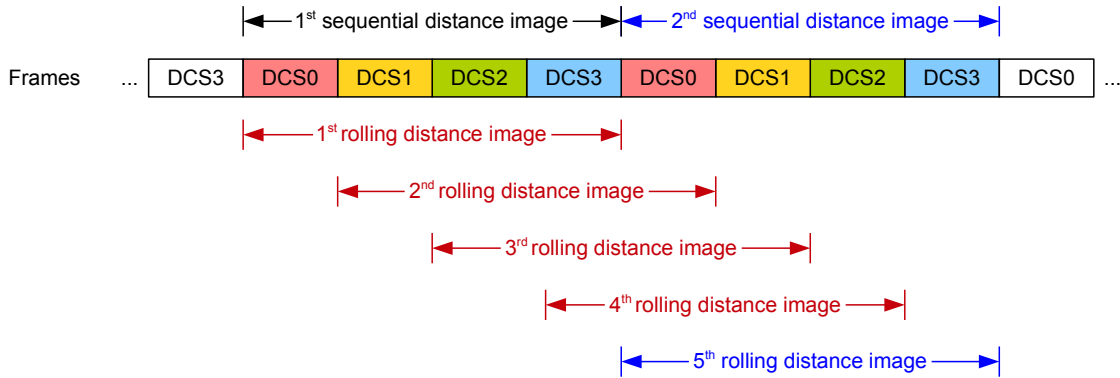 1st sequential distance image 2nd sequential distance image
Frames ... DCS3 DCS0 DCS1 DCS2 DCS3 DCS0 DCS1 DCS2 DCS3 DCS0 ...
1st rolling distance image
2nd rolling distance image
3rd rolling distance image
4th rolling distance image
5th rolling distance image